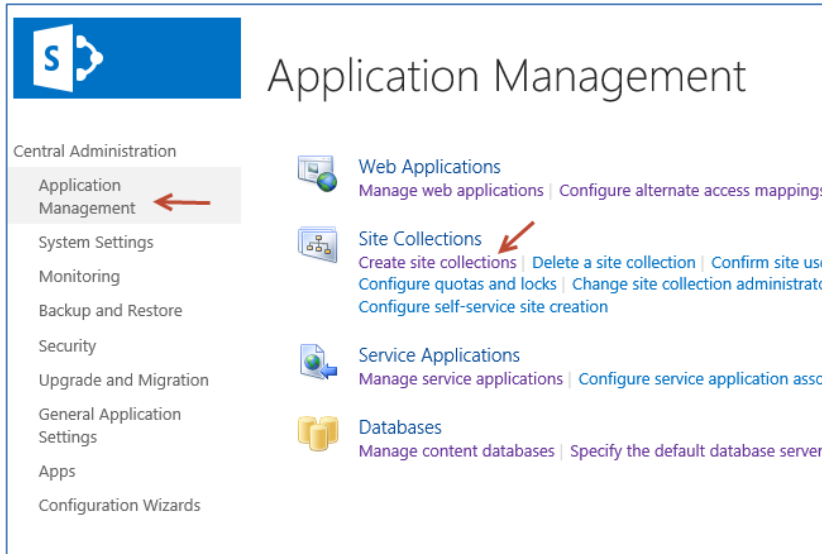 S
Application Management
Central Administration
Application
Management
System Settings
Monitoring
Backup and Restore
Security
Upgrade and Migration
General Application
Settings
Apps
Configuration Wizards
Web Applications
Manage web applications | Configure alternate access mappings
Site Collections
Create site collections | Delete a site collection | Confirm site
Configure quotas and locks | Change site collection
Configure self-service site creation
Service Applications
Manage service applications | Configure service application
Databases
Manage content databases | Specify the default database server